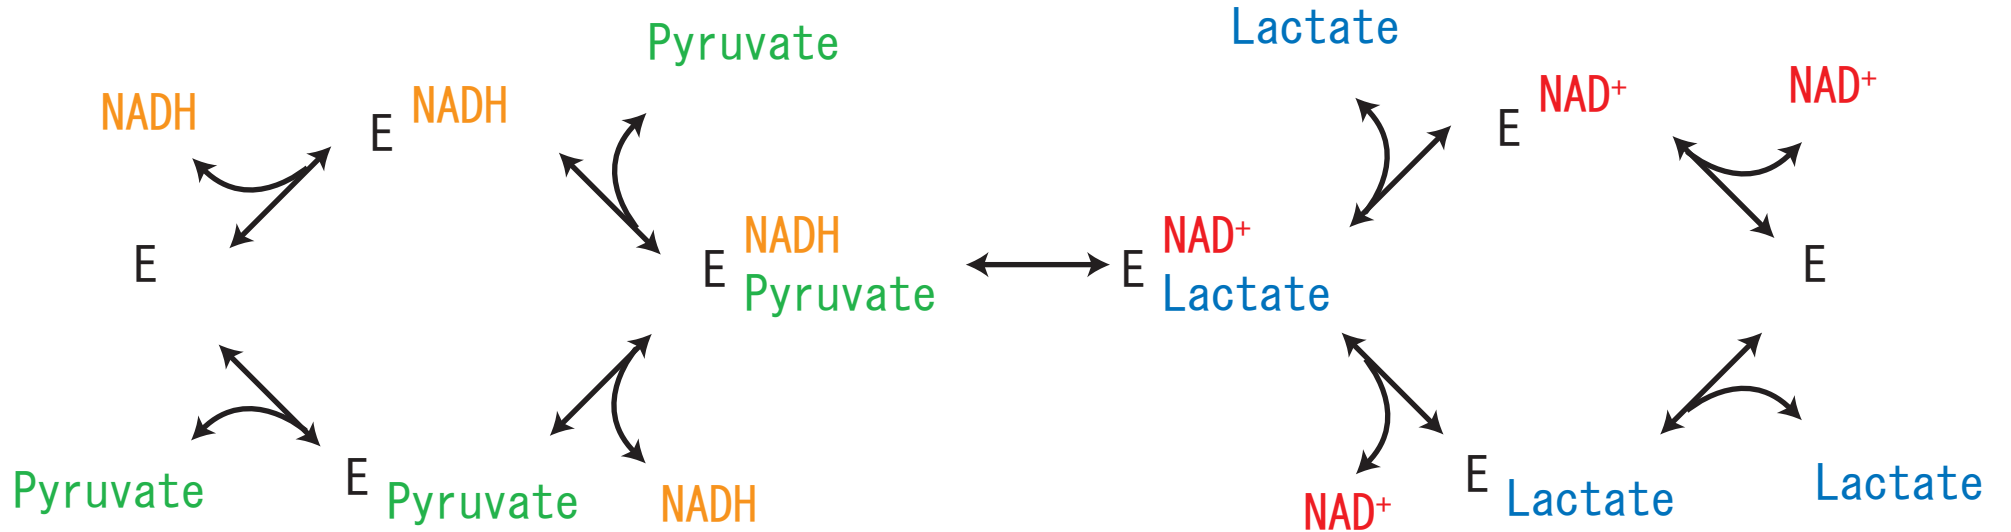 Pyruvate
Lactate
NADH
E NADH
E NAD⁺
NAD⁺
E
E NADH
Pyruvate
E NAD⁺
Lactate
E
Pyruvate
E Pyruvate
NADH
NAD⁺
E Lactate
Lactate